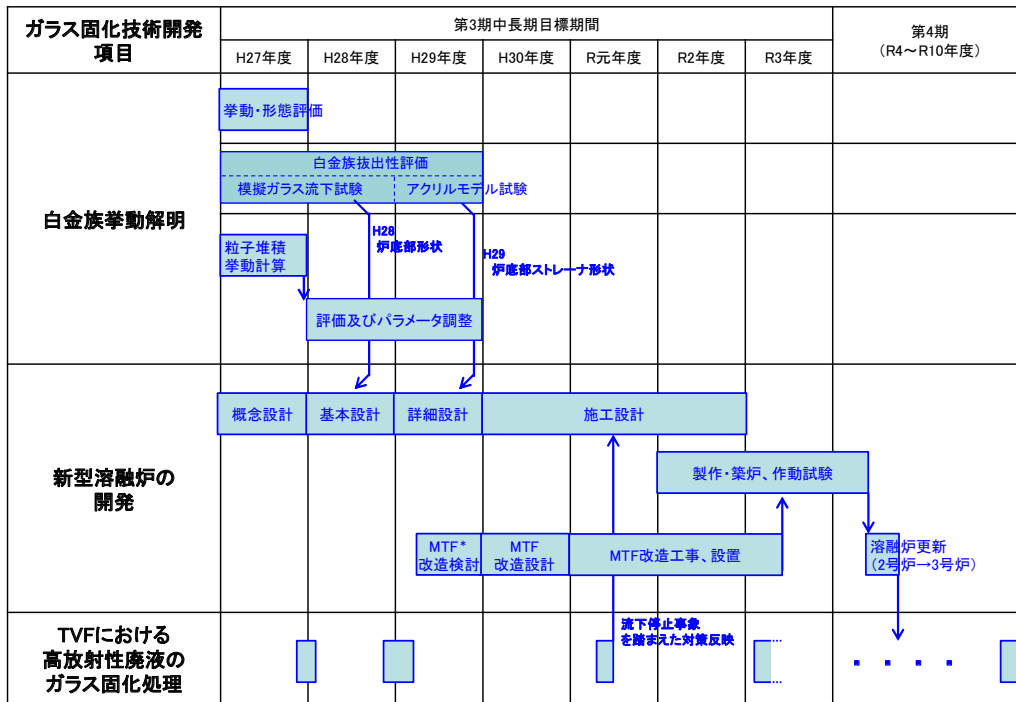 ガラス固化技術開発
項目
第3期中長期目標期間
第4期
（R4～R10年度）
H27年度
H28年度
H29年度
H30年度
R元年度
R2年度
R3年度
白金族挙動解明
挙動・形態評価
白金族抜出性評価
模擬ガラス流下試験
アクリルモデル試験
H28
炉底部形状
H29
炉底部ストレーナ形状
粒子堆積
挙動計算
評価及びパラメータ調整
新型溶融炉の
開発
概念設計
基本設計
詳細設計
施工設計
製作・築炉、作動試験
MTF*
改造検討
MTF
改造設計
MTF改造工事、設置
溶融炉更新
（2号炉→3号炉）
TVFにおける
高放射性廃液の
ガラス固化処理
流下停止事象
を踏まえた対策反映